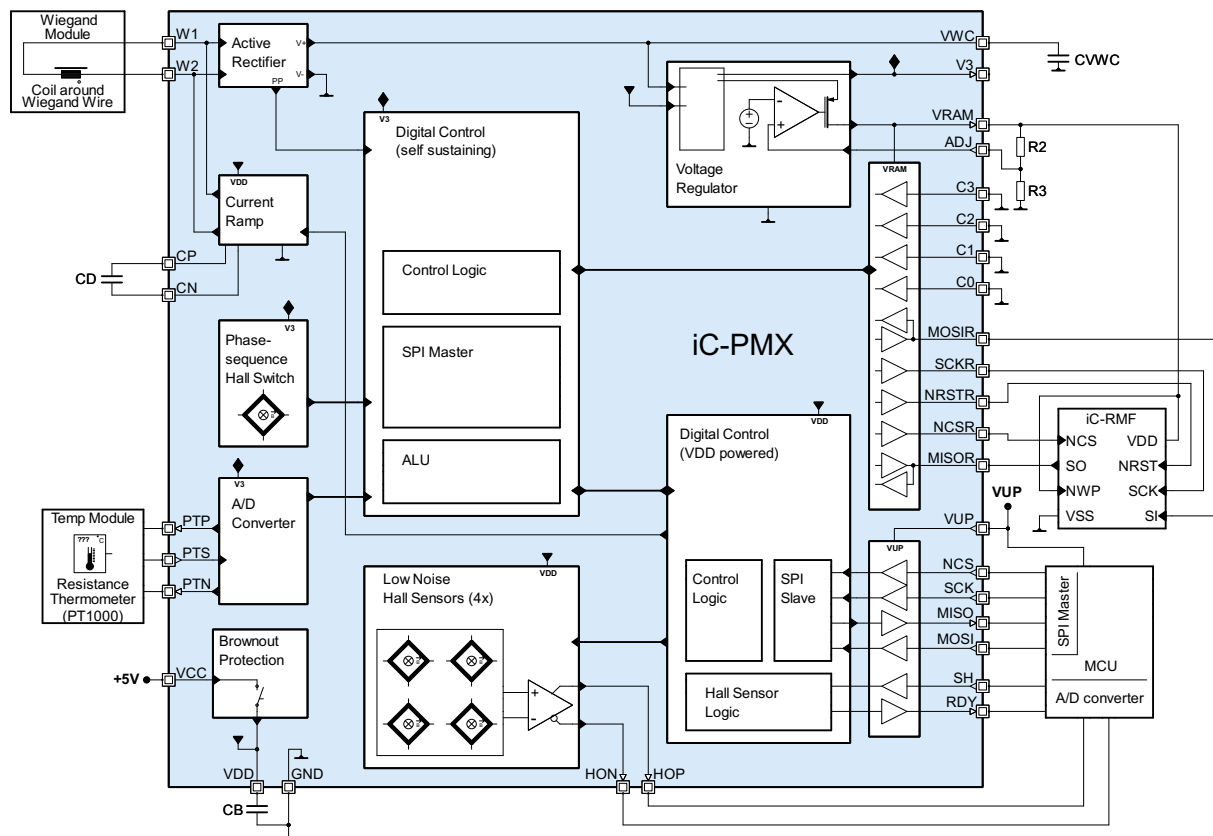 Wiegand
Module
Coil around
Wiegand Wire
W1
W2
Active
Rectifier
V+
V-
PP
VWC
CVWC
V3
VRAM
ADJ
R2
R3
Voltage
Regulator
V3
Digital Control
(self sustaining)
Control Logic
SPI Master
ALU
VDD
Current
Ramp
CP
CN
CD
V3
Phase-
sequence
Hall Switch
V3
A/D
Converter
Temp Module
???
°C
Resistance
Thermometer
(PT1000)
PTP
PTS
PTN
Brownout
Protection
+5V
VCC
VDD
GND
CB
VDD
Low Noise
Hall Sensors (4x)
+
-
HON
HOP
iC-PMX
VDD
Digital Control
(VDD powered)
Control
Logic
SPI
Slave
Hall Sensor
Logic
VRAM
C3
C2
C1
C0
MOSIR
SCKR
NRSTR
NCSR
MISOR
iC-RMF
NCS
VDD
SO
NRST
NWP
SCK
VSS
SI
VUP
VUP
VUP
NCS
SCK
MISO
MOSI
SH
RDY
SPI Master
MCU
A/D converter